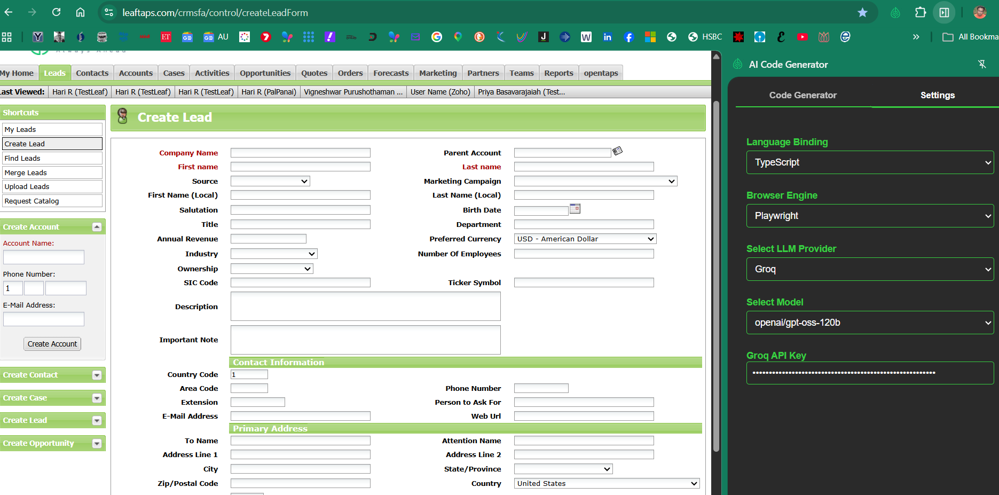 leaftaps.com/crmsfa/control/createLeadForm
AU
HSBC
All Bookma
My Home Leads Contacts Accounts Cases Activities Opportunities Quotes Orders Forecasts Marketing Partners Teams Reports opentaps
Last Viewed: Hari R (TestLeaf) Hari R (TestLeaf) Hari R (TestLeaf) Hari R (PalPanai) Vigneshwar Purushothaman ... User Name (Zoho) Priya Basavarajaiah (Test...
Shortcuts
My Leads
Create Lead
Find Leads
Merge Leads
Upload Leads
Request Catalog
Create Account
Account Name:
Phone Number:
1
E-Mail Address:
Create Account
Create Contact
Create Case
Create Lead
Create Opportunity
Create Lead
Company Name Parent Account
First name Last name
Source Marketing Campaign
First Name (Local) Last Name (Local)
Salutation Birth Date
Title Department
Annual Revenue Preferred Currency USD - American Dollar
Industry Number Of Employees
Ownership
SIC Code Ticker Symbol
Description
Important Note
Contact Information
Country Code 1
Area Code Phone Number
Extension Person to Ask For
E-Mail Address Web Url
Primary Address
To Name Attention Name
Address Line 1 Address Line 2
City State/Province
Zip/Postal Code Country United States
AI Code Generator
Code Generator Settings
Language Binding
TypeScript
Browser Engine
Playwright
Select LLM Provider
Groq
Select Model
openai/gpt-oss-120b
Groq API Key